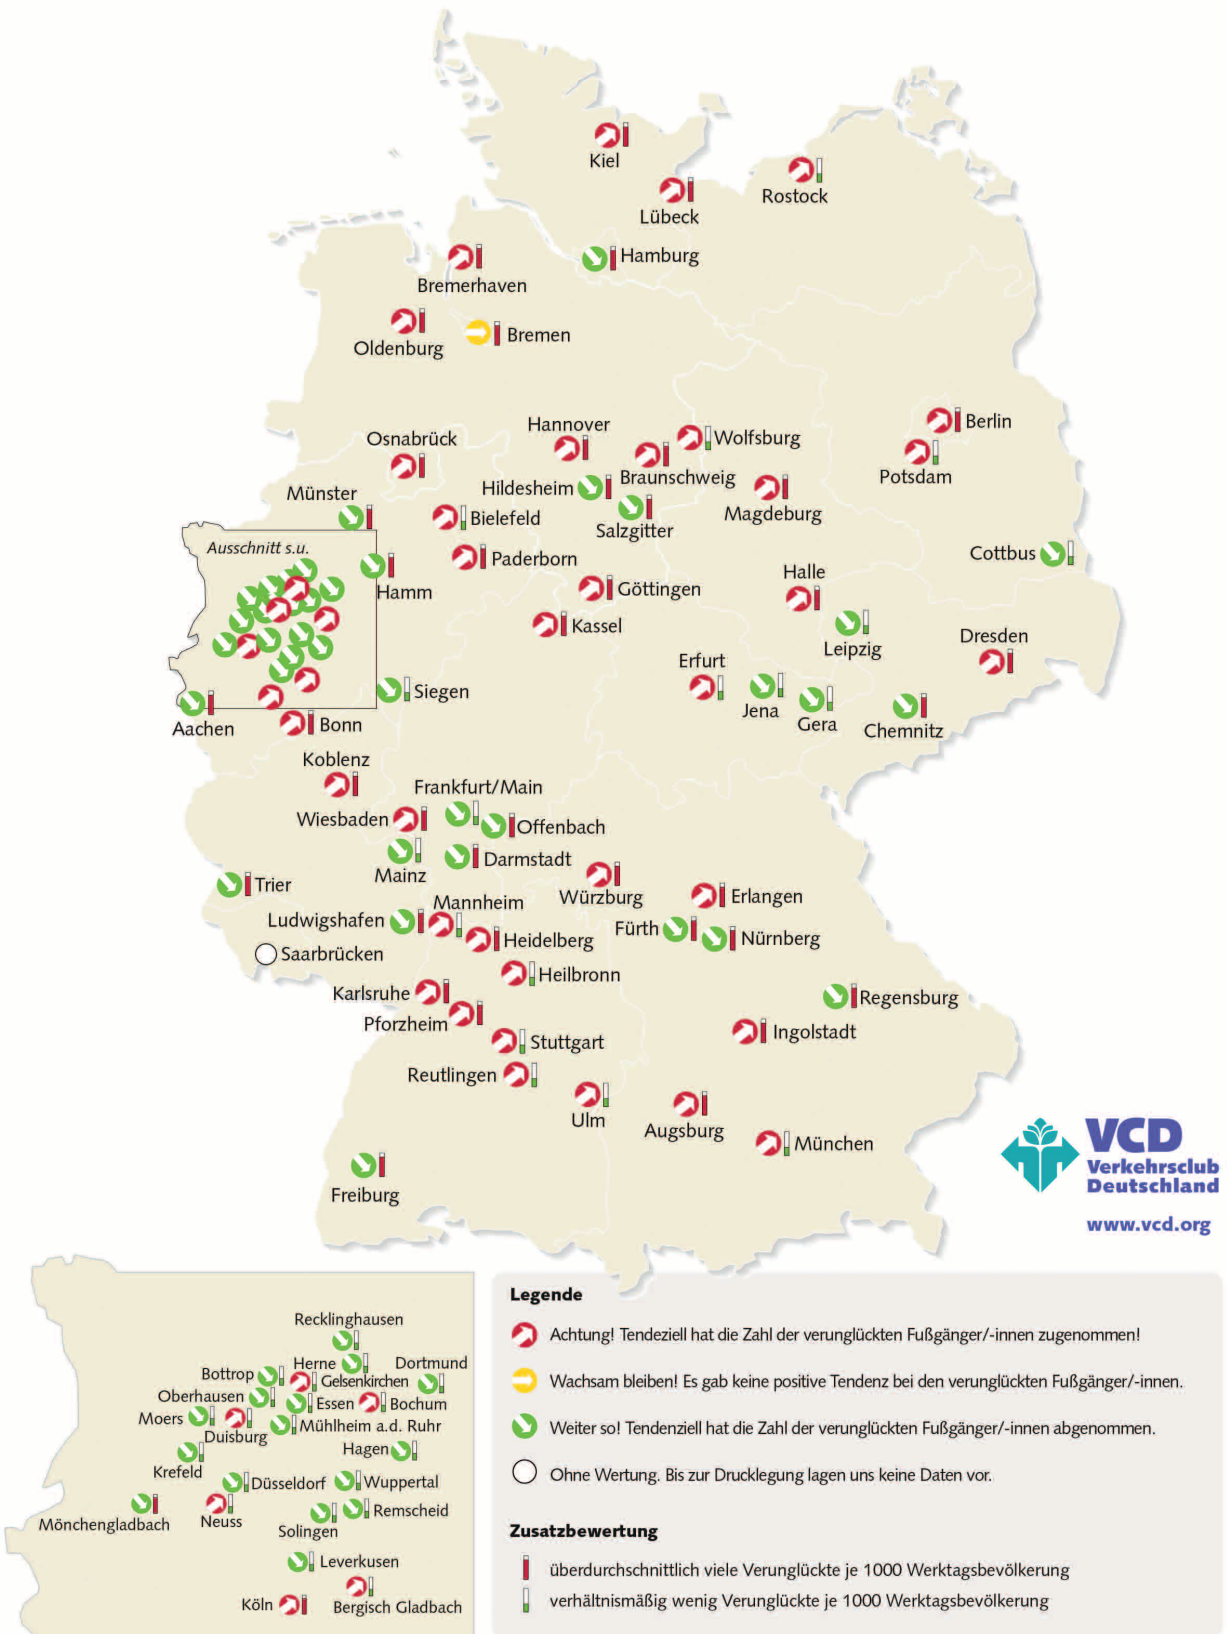 Kiel
Rostock
Lübeck
Hamburg
Bremerhaven
Bremen
Oldenburg
Hannover
Wolfsburg
Berlin
Osnabrück
Braunschweig
Potsdam
Hildesheim
Münster
Magdeburg
Bielefeld
Salzgitter
Ausschnitt s.u.
Cottbus
Paderborn
Halle
Hamm
Göttingen
Kassel
Leipzig
Dresden
Erfurt
Siegen
Jena
Gera
Chemnitz
Aachen
Bonn
Koblenz
Frankfurt/Main
Wiesbaden
Offenbach
Darmstadt
Mainz
Trier
Würzburg
Erlangen
Mannheim
Ludwigshafen
Fürth
Nürnberg
Heidelberg
Saarbrücken
Heilbronn
Karlsruhe
Regensburg
Pforzheim
Ingolstadt
Stuttgart
Reutlingen
Ulm
Augsburg
München
Freiburg
VCD
Verkehrsclub
Deutschland
www.vcd.org
Recklinghausen
Herne
Dortmund
Bottrop
Gelsenkirchen
Oberhausen
Essen
Bochum
Moers
Mühlheim a.d. Ruhr
Duisburg
Hagen
Krefeld
Düsseldorf
Wuppertal
Remscheid
Mönchengladbach
Neuss
Solingen
Leverkusen
Köln
Bergisch Gladbach
Legende
Achtung! Tendeziell hat die Zahl der verunglückten Fußgänger/-innen zugenommen!
Wachsam bleiben! Es gab keine positive Tendenz bei den verunglückten Fußgänger/-innen.
Weiter so! Tendenziell hat die Zahl der verunglückten Fußgänger/-innen abgenommen.
Ohne Wertung. Bis zur Drucklegung lagen uns keine Daten vor.
Zusatzbewertung
überdurchschnittlich viele Verunglückte je 1000 Werktagsbevölkerung
verhältnismäßig wenig Verunglückte je 1000 Werktagsbevölkerung